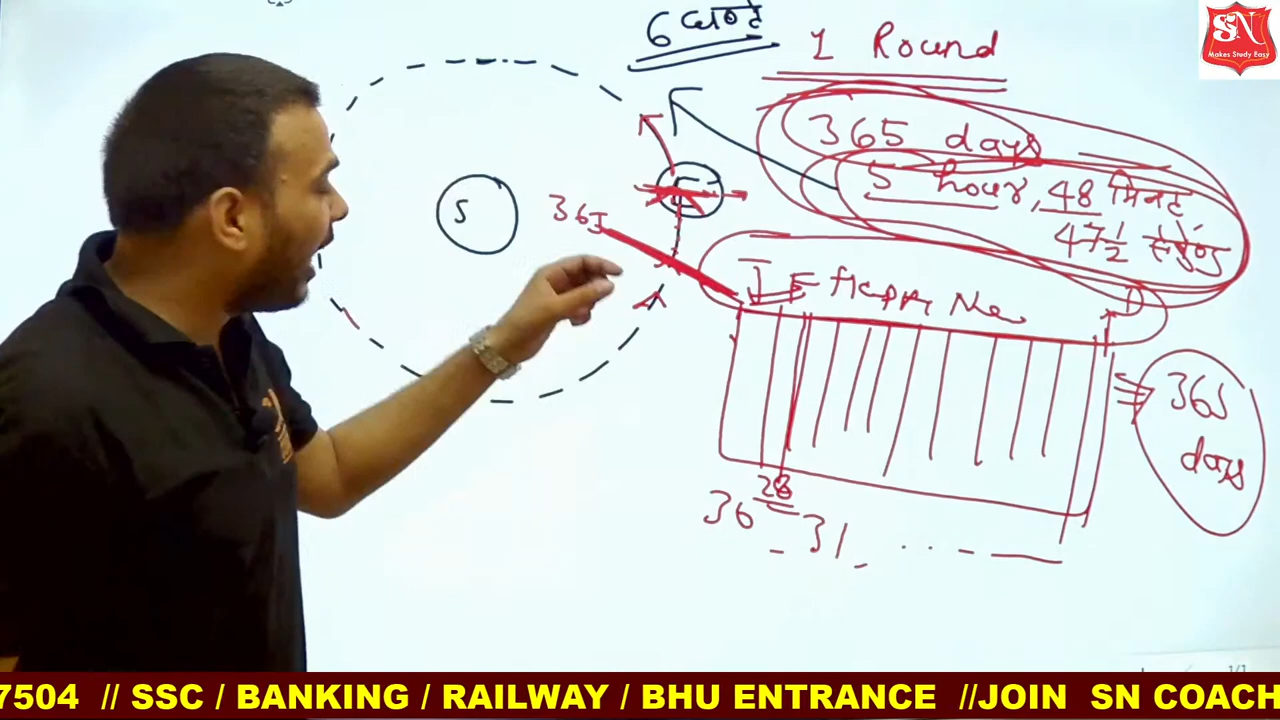 6 घण्टे
1 Round
365 days
5 hour, 48 मिनट
47 1/2 सेकेण्ड
S
E
365
J F M A M J J A S O N D
365
days
28
36
31
SN
Makes Study Easy
7504 // SSC / BANKING / RAILWAY / BHU ENTRANCE //JOIN SN COACH